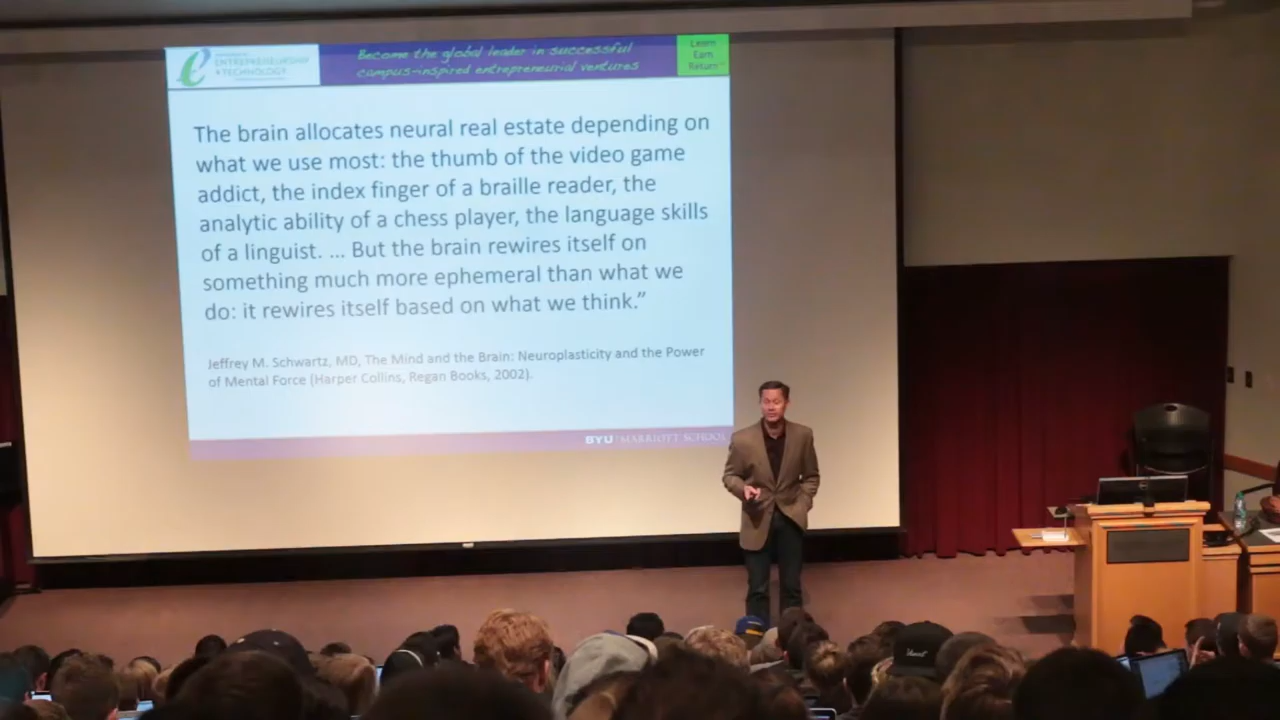 ENTREPRENEURSHIP
& TECHNOLOGY
Become the global leader in successful
campus-inspired entrepreneurial ventures
Learn
Earn
Return™
The brain allocates neural real estate depending on
what we use most: the thumb of the video game
addict, the index finger of a braille reader, the
analytic ability of a chess player, the language skills
of a linguist. ... But the brain rewires itself on
something much more ephemeral than what we
do: it rewires itself based on what we think.”
Jeffrey M. Schwartz, MD, The Mind and the Brain: Neuroplasticity and the Power
of Mental Force (Harper Collins, Regan Books, 2002).
BYU MARRIOTT SCHOOL